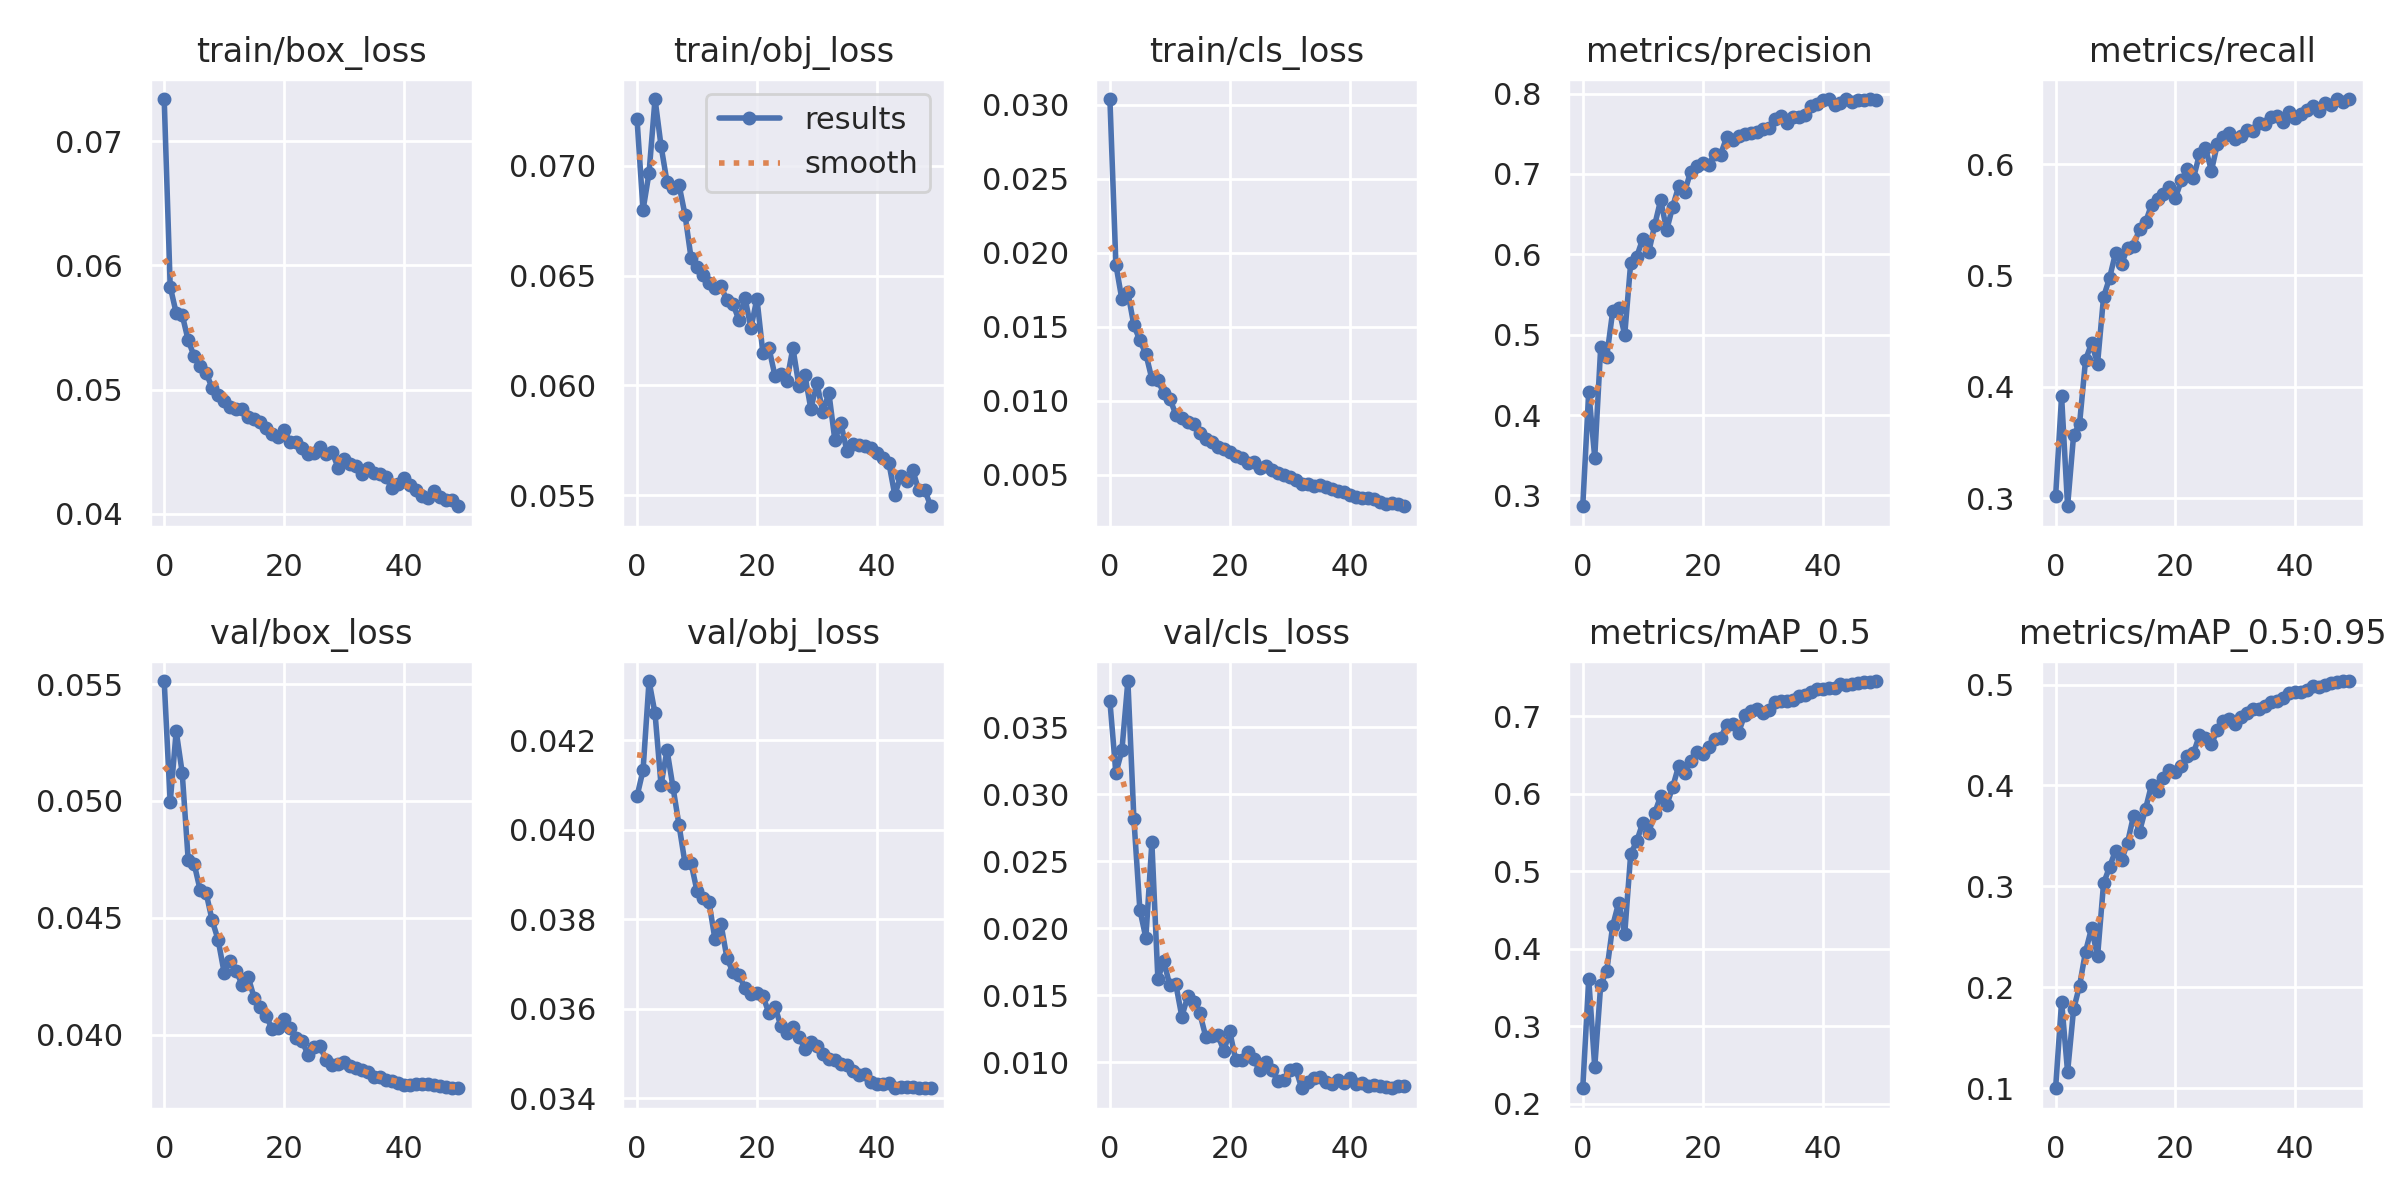 train/box_loss
0.07
0.06
0.05
0.04
0 20 40
train/obj_loss
results
smooth
0.070
0.065
0.060
0.055
0 20 40
train/cls_loss
0.030
0.025
0.020
0.015
0.010
0.005
0 20 40
metrics/precision
0.8
0.7
0.6
0.5
0.4
0.3
0 20 40
metrics/recall
0.6
0.5
0.4
0.3
0 20 40
val/box_loss
0.055
0.050
0.045
0.040
0 20 40
val/obj_loss
0.042
0.040
0.038
0.036
0.034
0 20 40
val/cls_loss
0.035
0.030
0.025
0.020
0.015
0.010
0 20 40
metrics/mAP_0.5
0.7
0.6
0.5
0.4
0.3
0.2
0 20 40
metrics/mAP_0.5:0.95
0.5
0.4
0.3
0.2
0.1
0 20 40